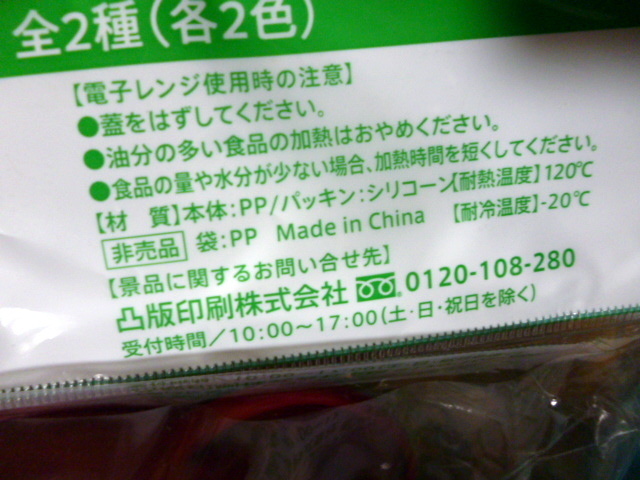 全2種（各2色）
【電子レンジ使用時の注意】
●蓋をはずしてください。
●油分の多い食品の加熱はおやめください。
●食品の量や水分が少ない場合、加熱時間を短くしてください。
【材　質】本体：PP/パッキン：シリコーン【耐熱温度】120℃
非売品 袋：PP Made in China 【耐冷温度】-20℃
【景品に関するお問い合せ先】
凸版印刷株式会社 0120-108-280
受付時間／10:00～17:00（土・日・祝日を除く）